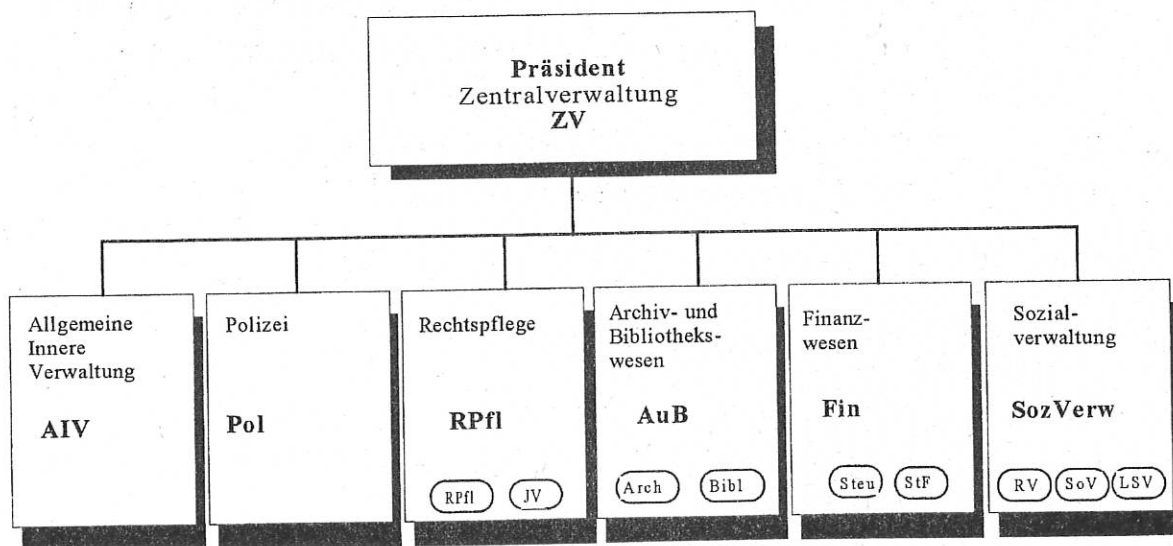 Präsident
Zentralverwaltung
ZV
Allgemeine
Innere
Verwaltung
AIV
Polizei
Pol
Rechtspflege
RPfl
RPfl
JV
Archiv- und
Bibliotheks-
wesen
AuB
Arch
Bibl
Finanz-
wesen
Fin
Steu
StF
Sozial-
verwaltung
SozVerw
RV
SoV
LSV